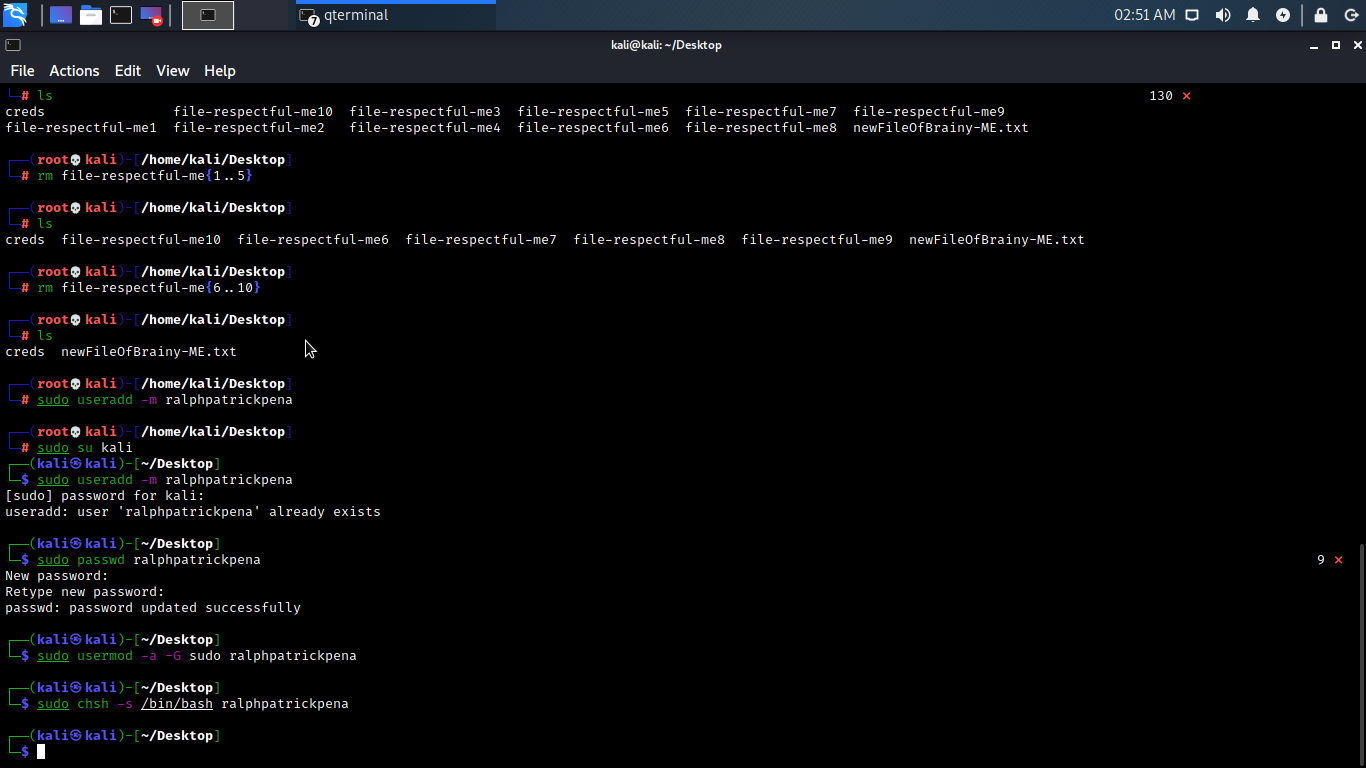 7 qterminal 02:51 AM
kali@kali: ~/Desktop
File Actions Edit View Help
└─# ls 130 ⨯
creds file-respectful-me10 file-respectful-me3 file-respectful-me5 file-respectful-me7 file-respectful-me9
file-respectful-me1 file-respectful-me2 file-respectful-me4 file-respectful-me6 file-respectful-me8 newFileOfBrainy-ME.txt
┌──(root💀kali)-[/home/kali/Desktop]
└─# rm file-respectful-me{1..5}
┌──(root💀kali)-[/home/kali/Desktop]
└─# ls
creds file-respectful-me10 file-respectful-me6 file-respectful-me7 file-respectful-me8 file-respectful-me9 newFileOfBrainy-ME.txt
┌──(root💀kali)-[/home/kali/Desktop]
└─# rm file-respectful-me{6..10}
┌──(root💀kali)-[/home/kali/Desktop]
└─# ls
creds newFileOfBrainy-ME.txt
┌──(root💀kali)-[/home/kali/Desktop]
└─# sudo useradd -m ralphpatrickpena
┌──(root💀kali)-[/home/kali/Desktop]
└─# sudo su kali
┌──(kali㉿kali)-[~/Desktop]
└─$ sudo useradd -m ralphpatrickpena
[sudo] password for kali:
useradd: user 'ralphpatrickpena' already exists
┌──(kali㉿kali)-[~/Desktop]
└─$ sudo passwd ralphpatrickpena 9 ⨯
New password:
Retype new password:
passwd: password updated successfully
┌──(kali㉿kali)-[~/Desktop]
└─$ sudo usermod -a -G sudo ralphpatrickpena
┌──(kali㉿kali)-[~/Desktop]
└─$ sudo chsh -s /bin/bash ralphpatrickpena
┌──(kali㉿kali)-[~/Desktop]
└─$